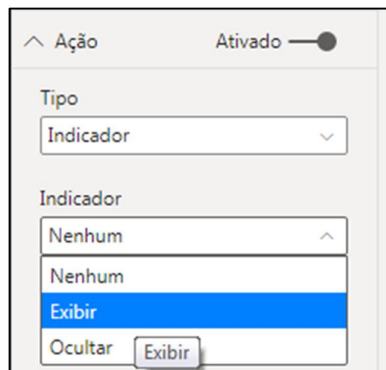 Ação Ativado
Tipo
Indicador
Indicador
Nenhum
Nenhum
Exibir
Ocultar Exibir